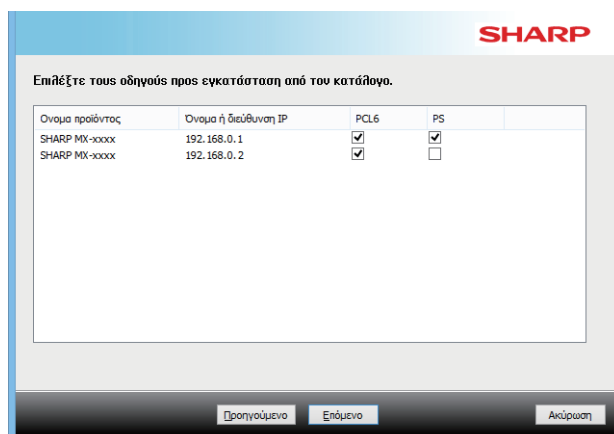 SHARP
Επιλέξτε τους οδηγούς προς εγκατάσταση από τον κατάλογο.
Ονομα προϊόντος Όνομα ή διεύθυνση IP PCL6 PS
SHARP MX-xxxx 192.168.0.1
SHARP MX-xxxx 192.168.0.2
Προηγούμενο Επόμενο Ακύρωση